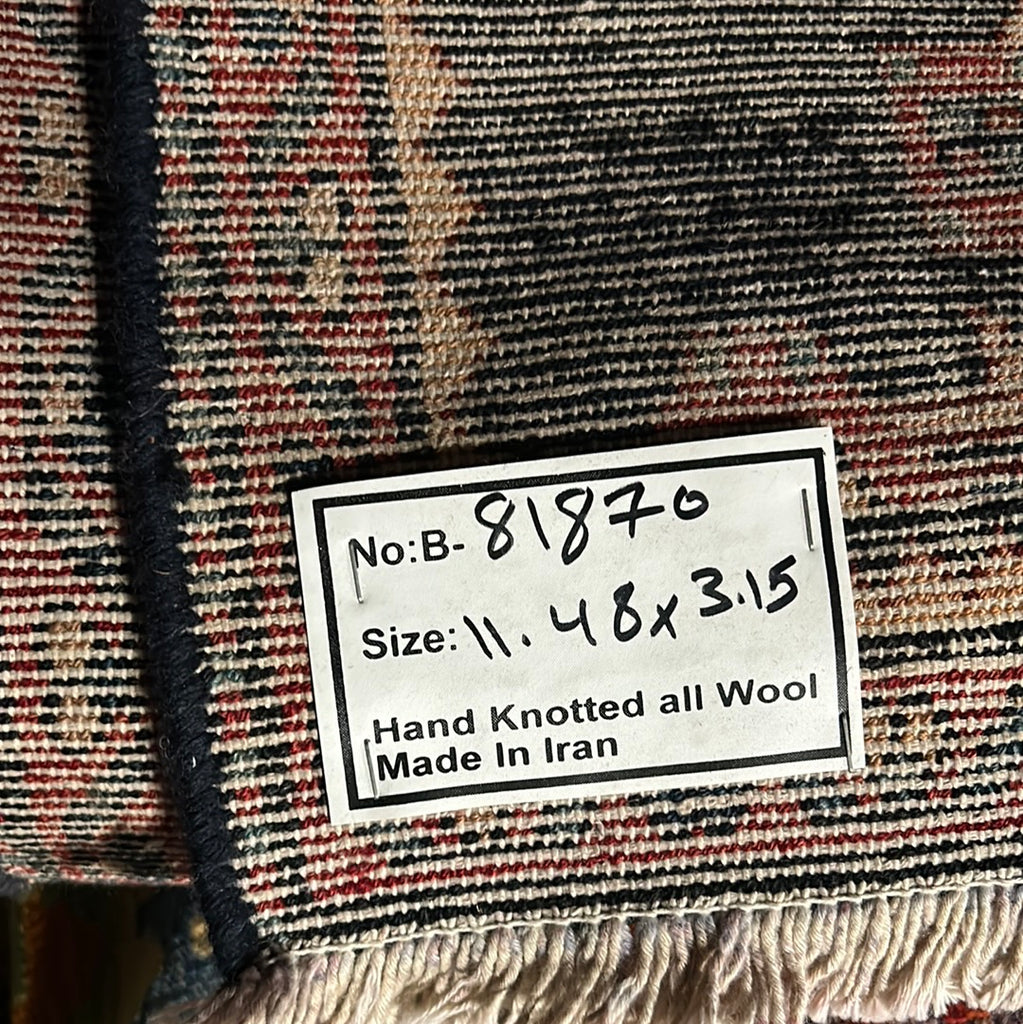 No:B- 81870
Size: 11.48x3.15
Hand Knotted all Wool
Made In Iran